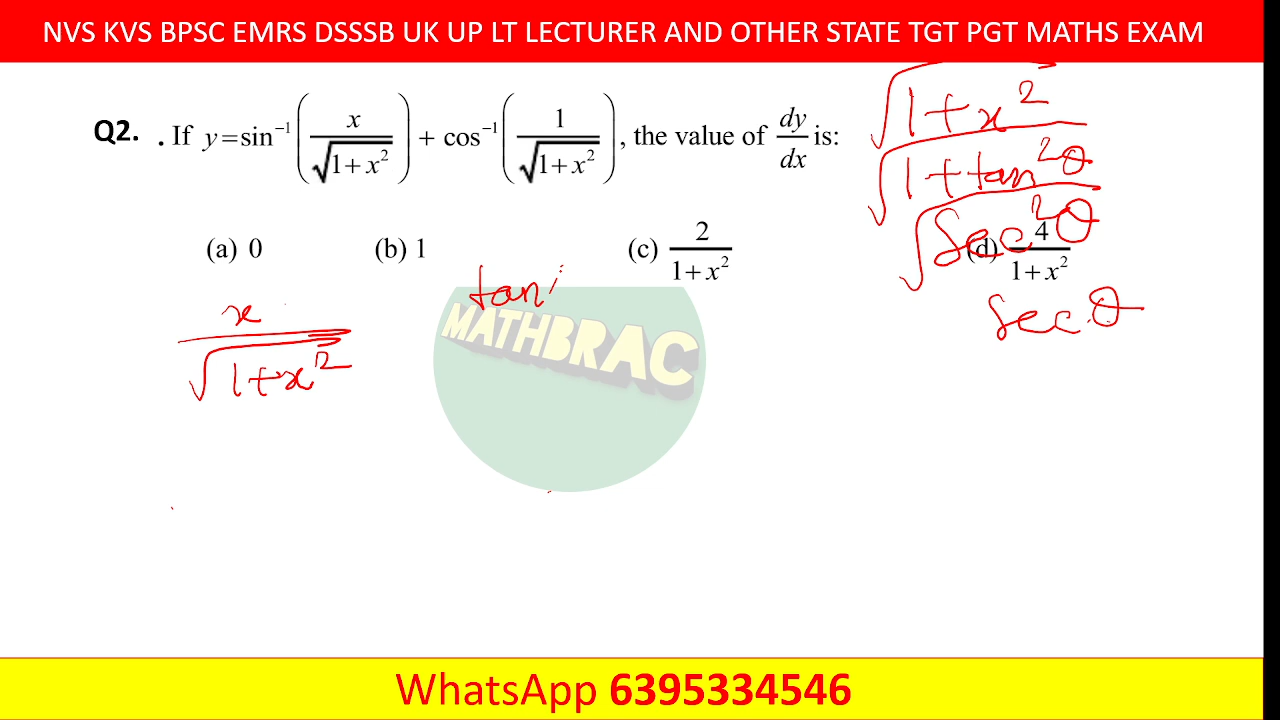 NVS KVS BPSC EMRS DSSSB UK UP LT LECTURER AND OTHER STATE TGT PGT MATHS EXAM
Q2. . If y=sin⁻¹(x/√(1+x²)) + cos⁻¹(1/√(1+x²)), the value of dy/dx is:
(a) 0 (b) 1 (c) 2/(1+x²) (d) 4/(1+x²)
√(1+x²)
√(1+tan²θ)
√(sec²θ)
secθ
x/√(1+x²)
tan
MATHBRAC
WhatsApp 6395334546